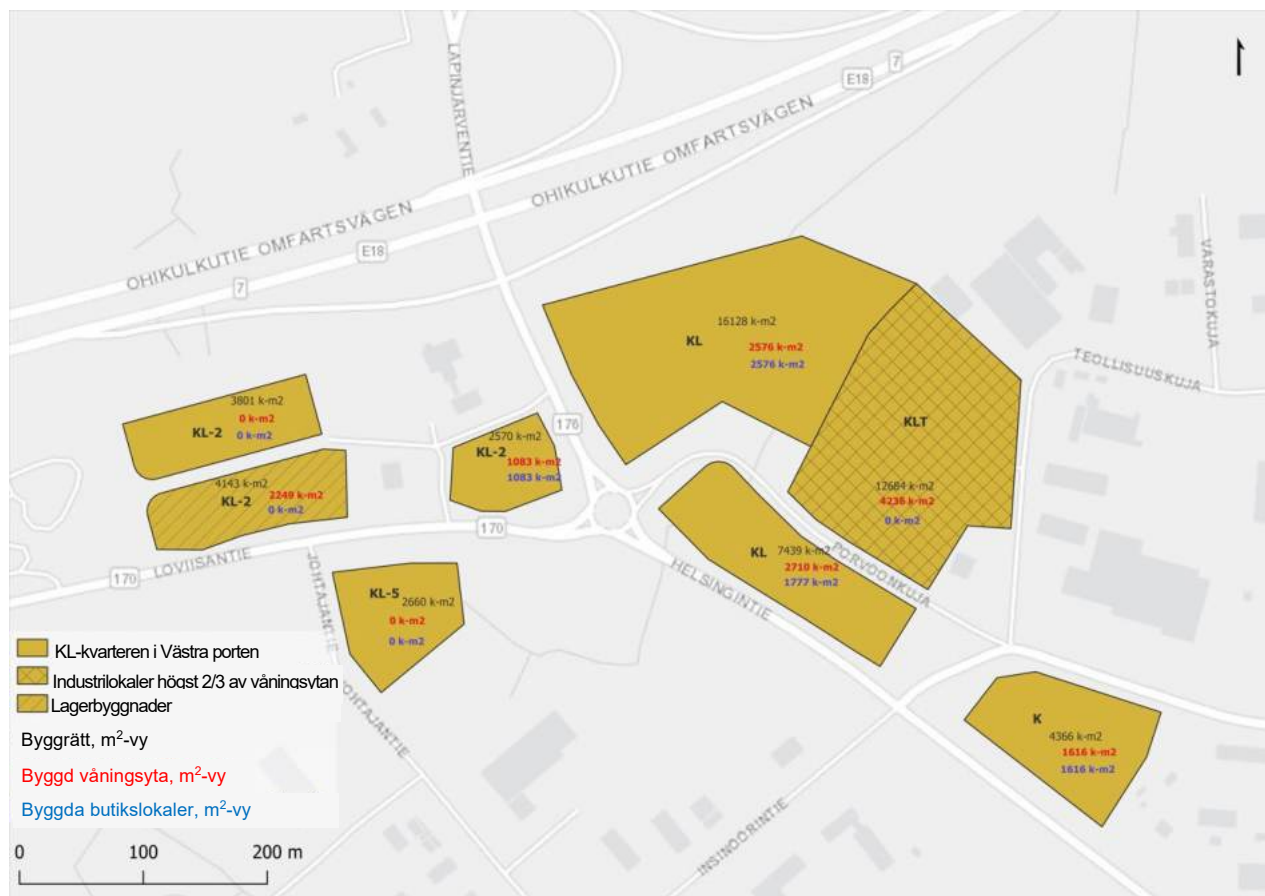 LAPINJÄRVENTIE
7
E18
OHIKULKUTIE OMFARTSVÄGEN
OHIKULKUTIE OMFARTSVÄGEN
E18
7
VARASTOKUJA
TEOLLISUUSKUJA
16128 k-m2
KL
2576 k-m2
2576 k-m2
KLT
12684 k-m2
4236 k-m2
0 k-m2
3801 k-m2
KL-2
0 k-m2
0 k-m2
176
2570 k-m2
KL-2
1083 k-m2
1083 k-m2
4143 k-m2
KL-2
2249 k-m2
0 k-m2
170
170
LOVIISANTIE
7439 k-m2
KL
2710 k-m2
1777 k-m2
PORVOONKUJA
HELSINGINTIE
JOHTAJANTIE
JOHTAJANTIE
KL-5
2660 k-m2
0 k-m2
0 k-m2
K
4366 k-m2
1616 k-m2
1616 k-m2
INSINÖÖRINTIE
KL-kvarteren i Västra porten
Industrilokaler högst 2/3 av våningsytan
Lagerbyggnader
Byggrätt, m²-vy
Byggd våningsyta, m²-vy
Byggda butikslokaler, m²-vy
0 100 200 m